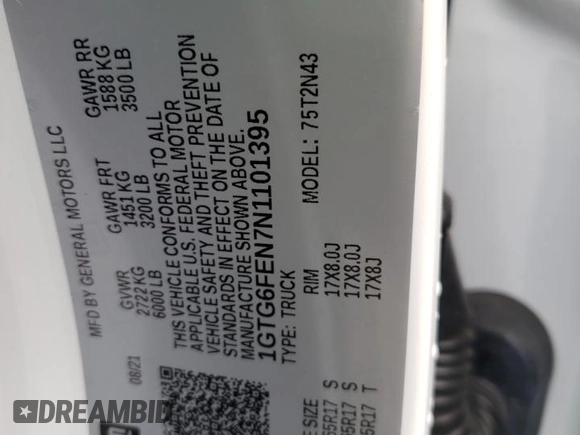 MFD BY GENERAL MOTORS LLC
08/21 GVWR GAWR FRT GAWR RR
2722 KG 1451 KG 1588 KG
6000 LB 3200 LB 3500 LB
THIS VEHICLE CONFORMS TO ALL
APPLICABLE U.S. FEDERAL MOTOR
VEHICLE SAFETY AND THEFT PREVENTION
STANDARDS IN EFFECT ON THE DATE OF
MANUFACTURE SHOWN ABOVE.
1GTG6FEN7N1101395
TYPE: TRUCK MODEL: 75T2N43
E SIZE RIM
65R17 S 17X8.0J
5R17 S 17X8.0J
5R17 T 17X8J
DREAMBID